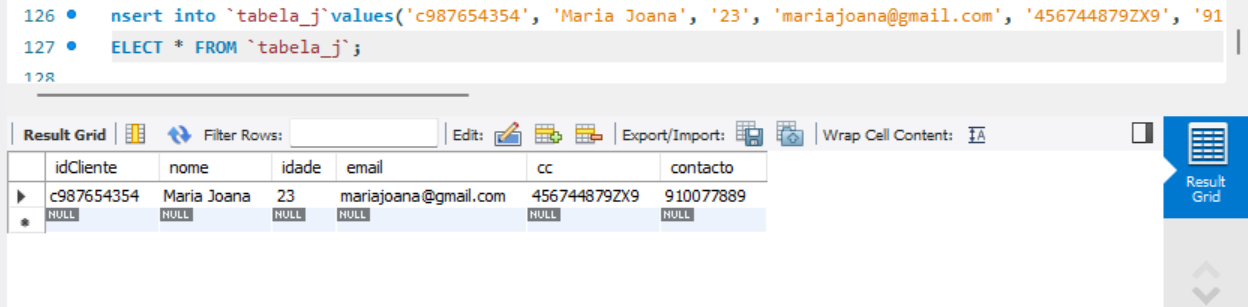 126 nsert into `tabela_j`values('c987654354', 'Maria Joana', '23', 'mariajoana@gmail.com', '456744879ZX9', '91
127 ELECT * FROM `tabela_j`;
128
Result Grid Filter Rows: Edit: Export/Import: Wrap Cell Content: IA
idCliente nome idade email cc contacto
c987654354 Maria Joana 23 mariajoana@gmail.com 456744879ZX9 910077889
NULL NULL NULL NULL NULL NULL
Result
Grid